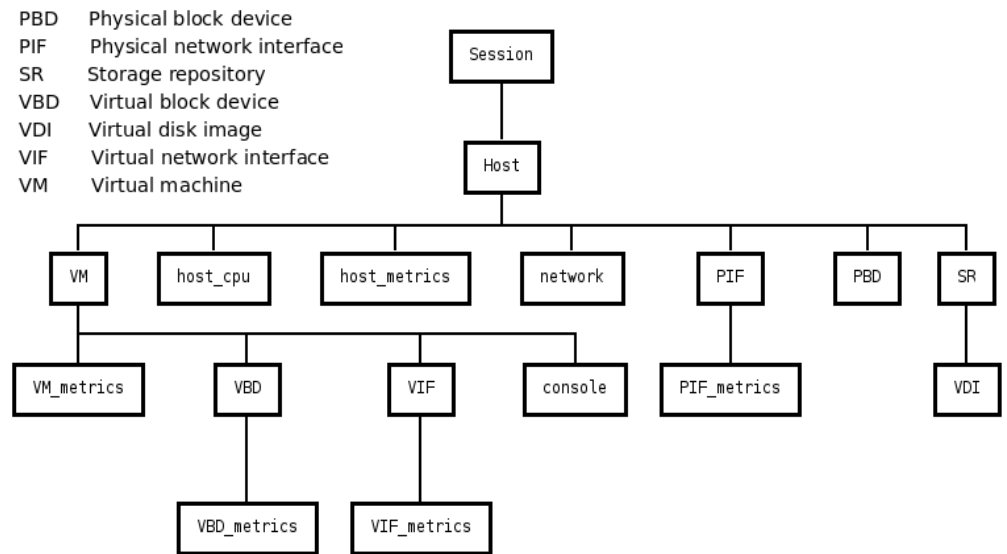 PBD Physical block device
PIF Physical network interface
SR Storage repository
VBD Virtual block device
VDI Virtual disk image
VIF Virtual network interface
VM Virtual machine
Session
Host
VM host_cpu host_metrics network PIF PBD SR
VM_metrics VBD VIF console PIF_metrics VDI
VBD_metrics VIF_metrics